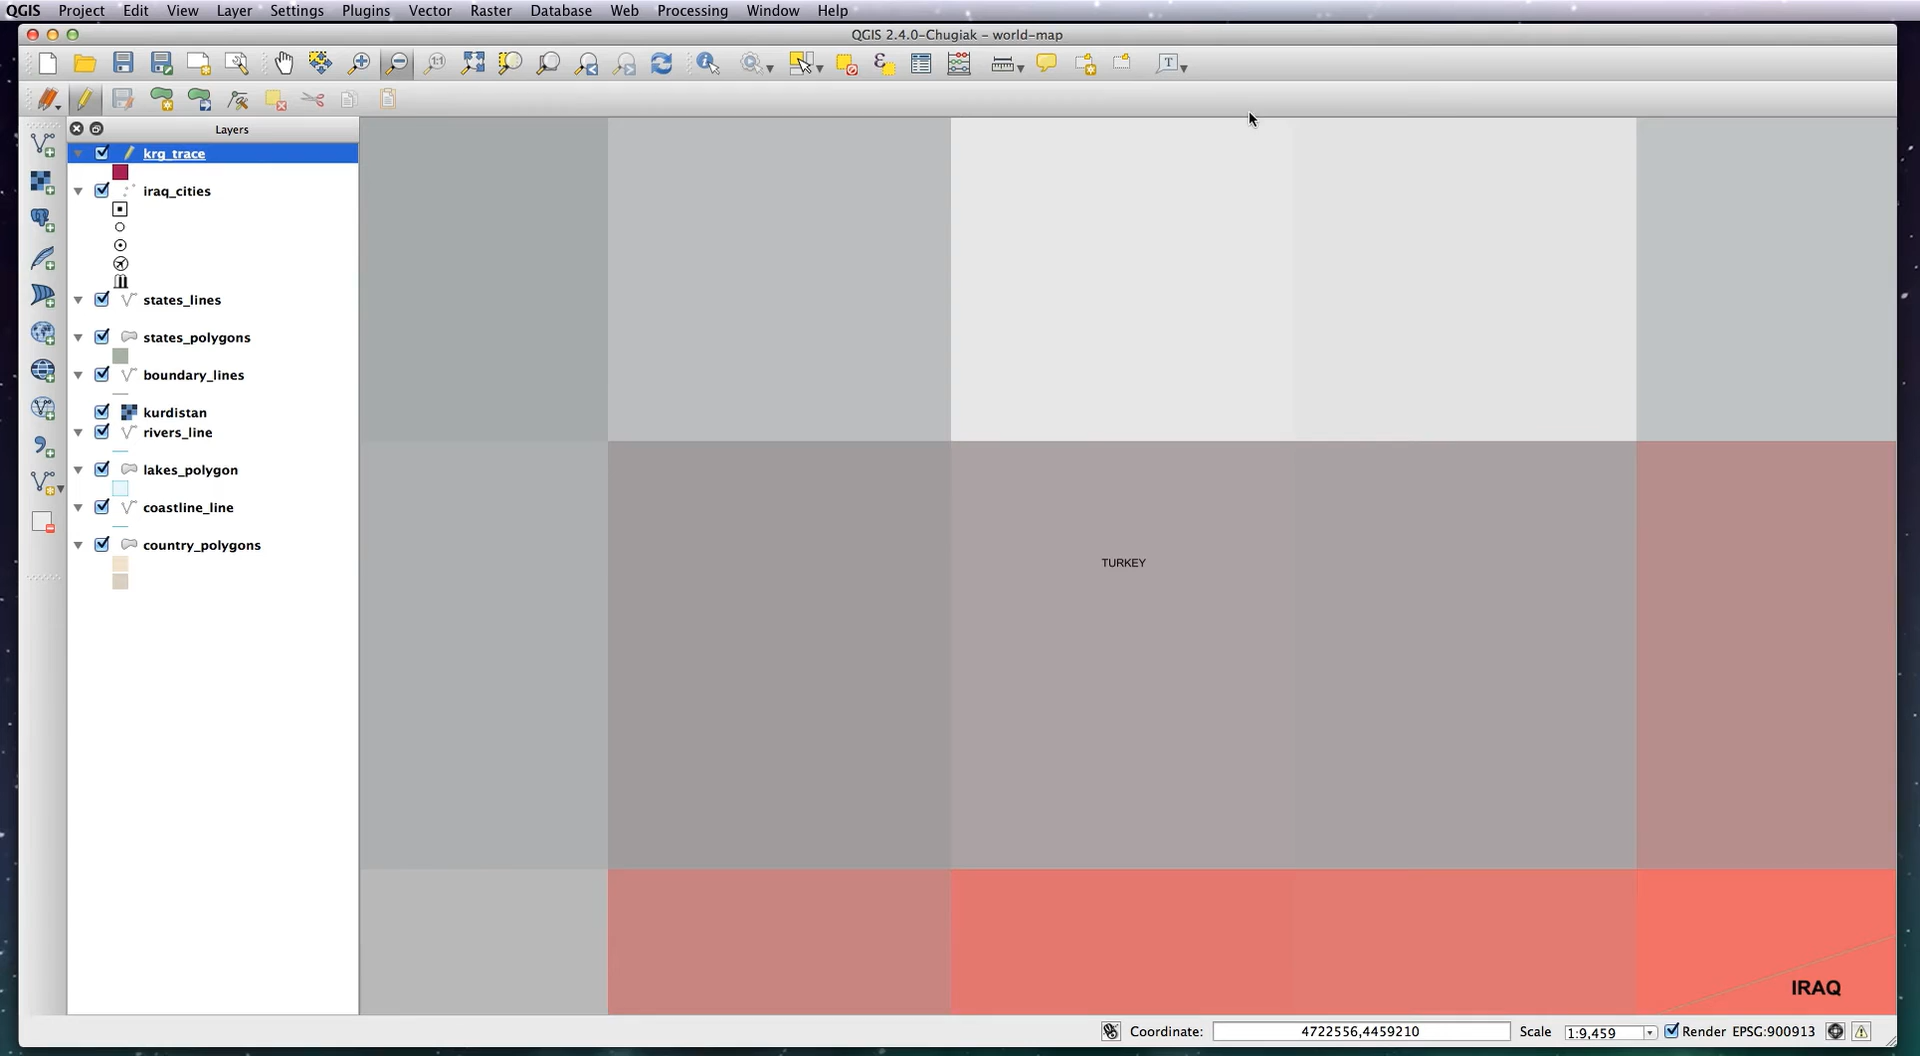 QGIS Project Edit View Layer Settings Plugins Vector Raster Database Web Processing Window Help
QGIS 2.4.0-Chugiak - world-map
1:1
T
Layers
krg_trace
iraq_cities
states_lines
states_polygons
boundary_lines
kurdistan
rivers_line
lakes_polygon
coastline_line
country_polygons
TURKEY
IRAQ
Coordinate: 4722556,4459210 Scale 1:9,459 Render EPSG:900913